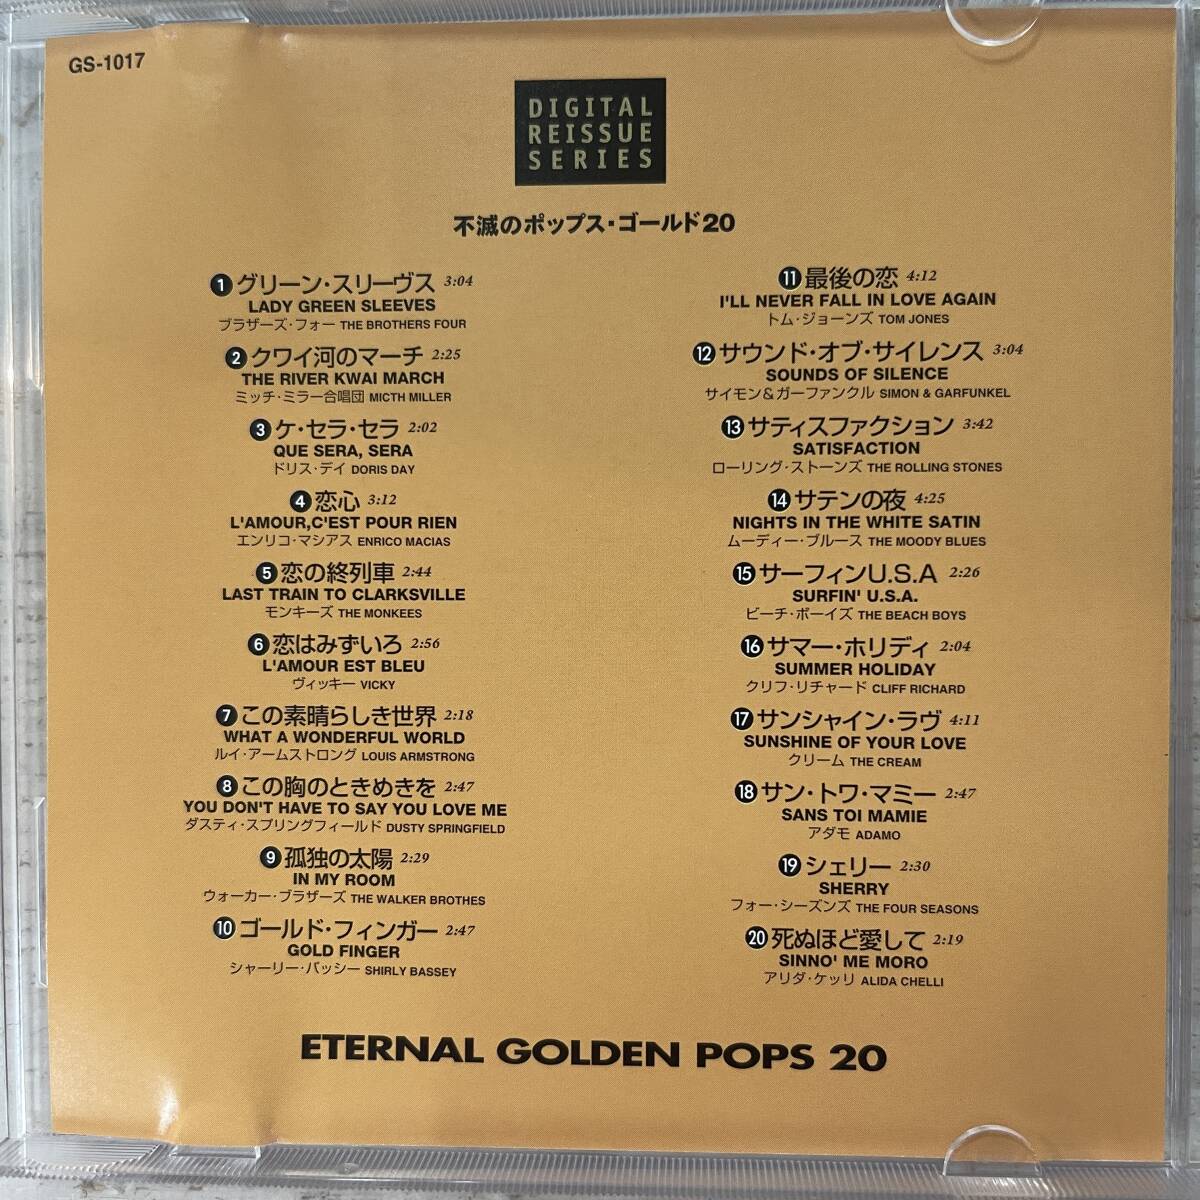 GS-1017
DIGITAL
REISSUE
SERIES
不滅のポップス・ゴールド20
1 グリーン・スリーヴス 3:04
LADY GREEN SLEEVES
ブラザーズ・フォー THE BROTHERS FOUR
2 クワイ河のマーチ 2:25
THE RIVER KWAI MARCH
ミッチ・ミラー合唱団 MICTH MILLER
3 ケ・セラ・セラ 2:02
QUE SERA, SERA
ドリス・デイ DORIS DAY
4 恋心 3:12
L'AMOUR,C'EST POUR RIEN
エンリコ・マシアス ENRICO MACIAS
5 恋の終列車 2:44
LAST TRAIN TO CLARKSVILLE
モンキーズ THE MONKEES
6 恋はみずいろ 2:56
L'AMOUR EST BLEU
ヴィッキー VICKY
7 この素晴らしき世界 2:18
WHAT A WONDERFUL WORLD
ルイ・アームストロング LOUIS ARMSTRONG
8 この胸のときめきを 2:47
YOU DON'T HAVE TO SAY YOU LOVE ME
ダスティ・スプリングフィールド DUSTY SPRINGFIELD
9 孤独の太陽 2:29
IN MY ROOM
ウォーカー・ブラザーズ THE WALKER BROTHES
10 ゴールド・フィンガー 2:47
GOLD FINGER
シャーリー・バッシー SHIRLY BASSEY
11 最後の恋 4:12
I'LL NEVER FALL IN LOVE AGAIN
トム・ジョーンズ TOM JONES
12 サウンド・オブ・サイレンス 3:04
SOUNDS OF SILENCE
サイモン&ガーファンクル SIMON & GARFUNKEL
13 サティスファクション 3:42
SATISFACTION
ローリング・ストーンズ THE ROLLING STONES
14 サテンの夜 4:25
NIGHTS IN THE WHITE SATIN
ムーディー・ブルース THE MOODY BLUES
15 サーフィンU.S.A 2:26
SURFIN' U.S.A.
ビーチ・ボーイズ THE BEACH BOYS
16 サマー・ホリディ 2:04
SUMMER HOLIDAY
クリフ・リチャード CLIFF RICHARD
17 サンシャイン・ラヴ 4:11
SUNSHINE OF YOUR LOVE
クリーム THE CREAM
18 サン・トワ・マミー 2:47
SANS TOI MAMIE
アダモ ADAMO
19 シェリー 2:30
SHERRY
フォー・シーズンズ THE FOUR SEASONS
20 死ぬほど愛して 2:19
SINNO' ME MORO
アリダ・ケッリ ALIDA CHELLI
ETERNAL GOLDEN POPS 20